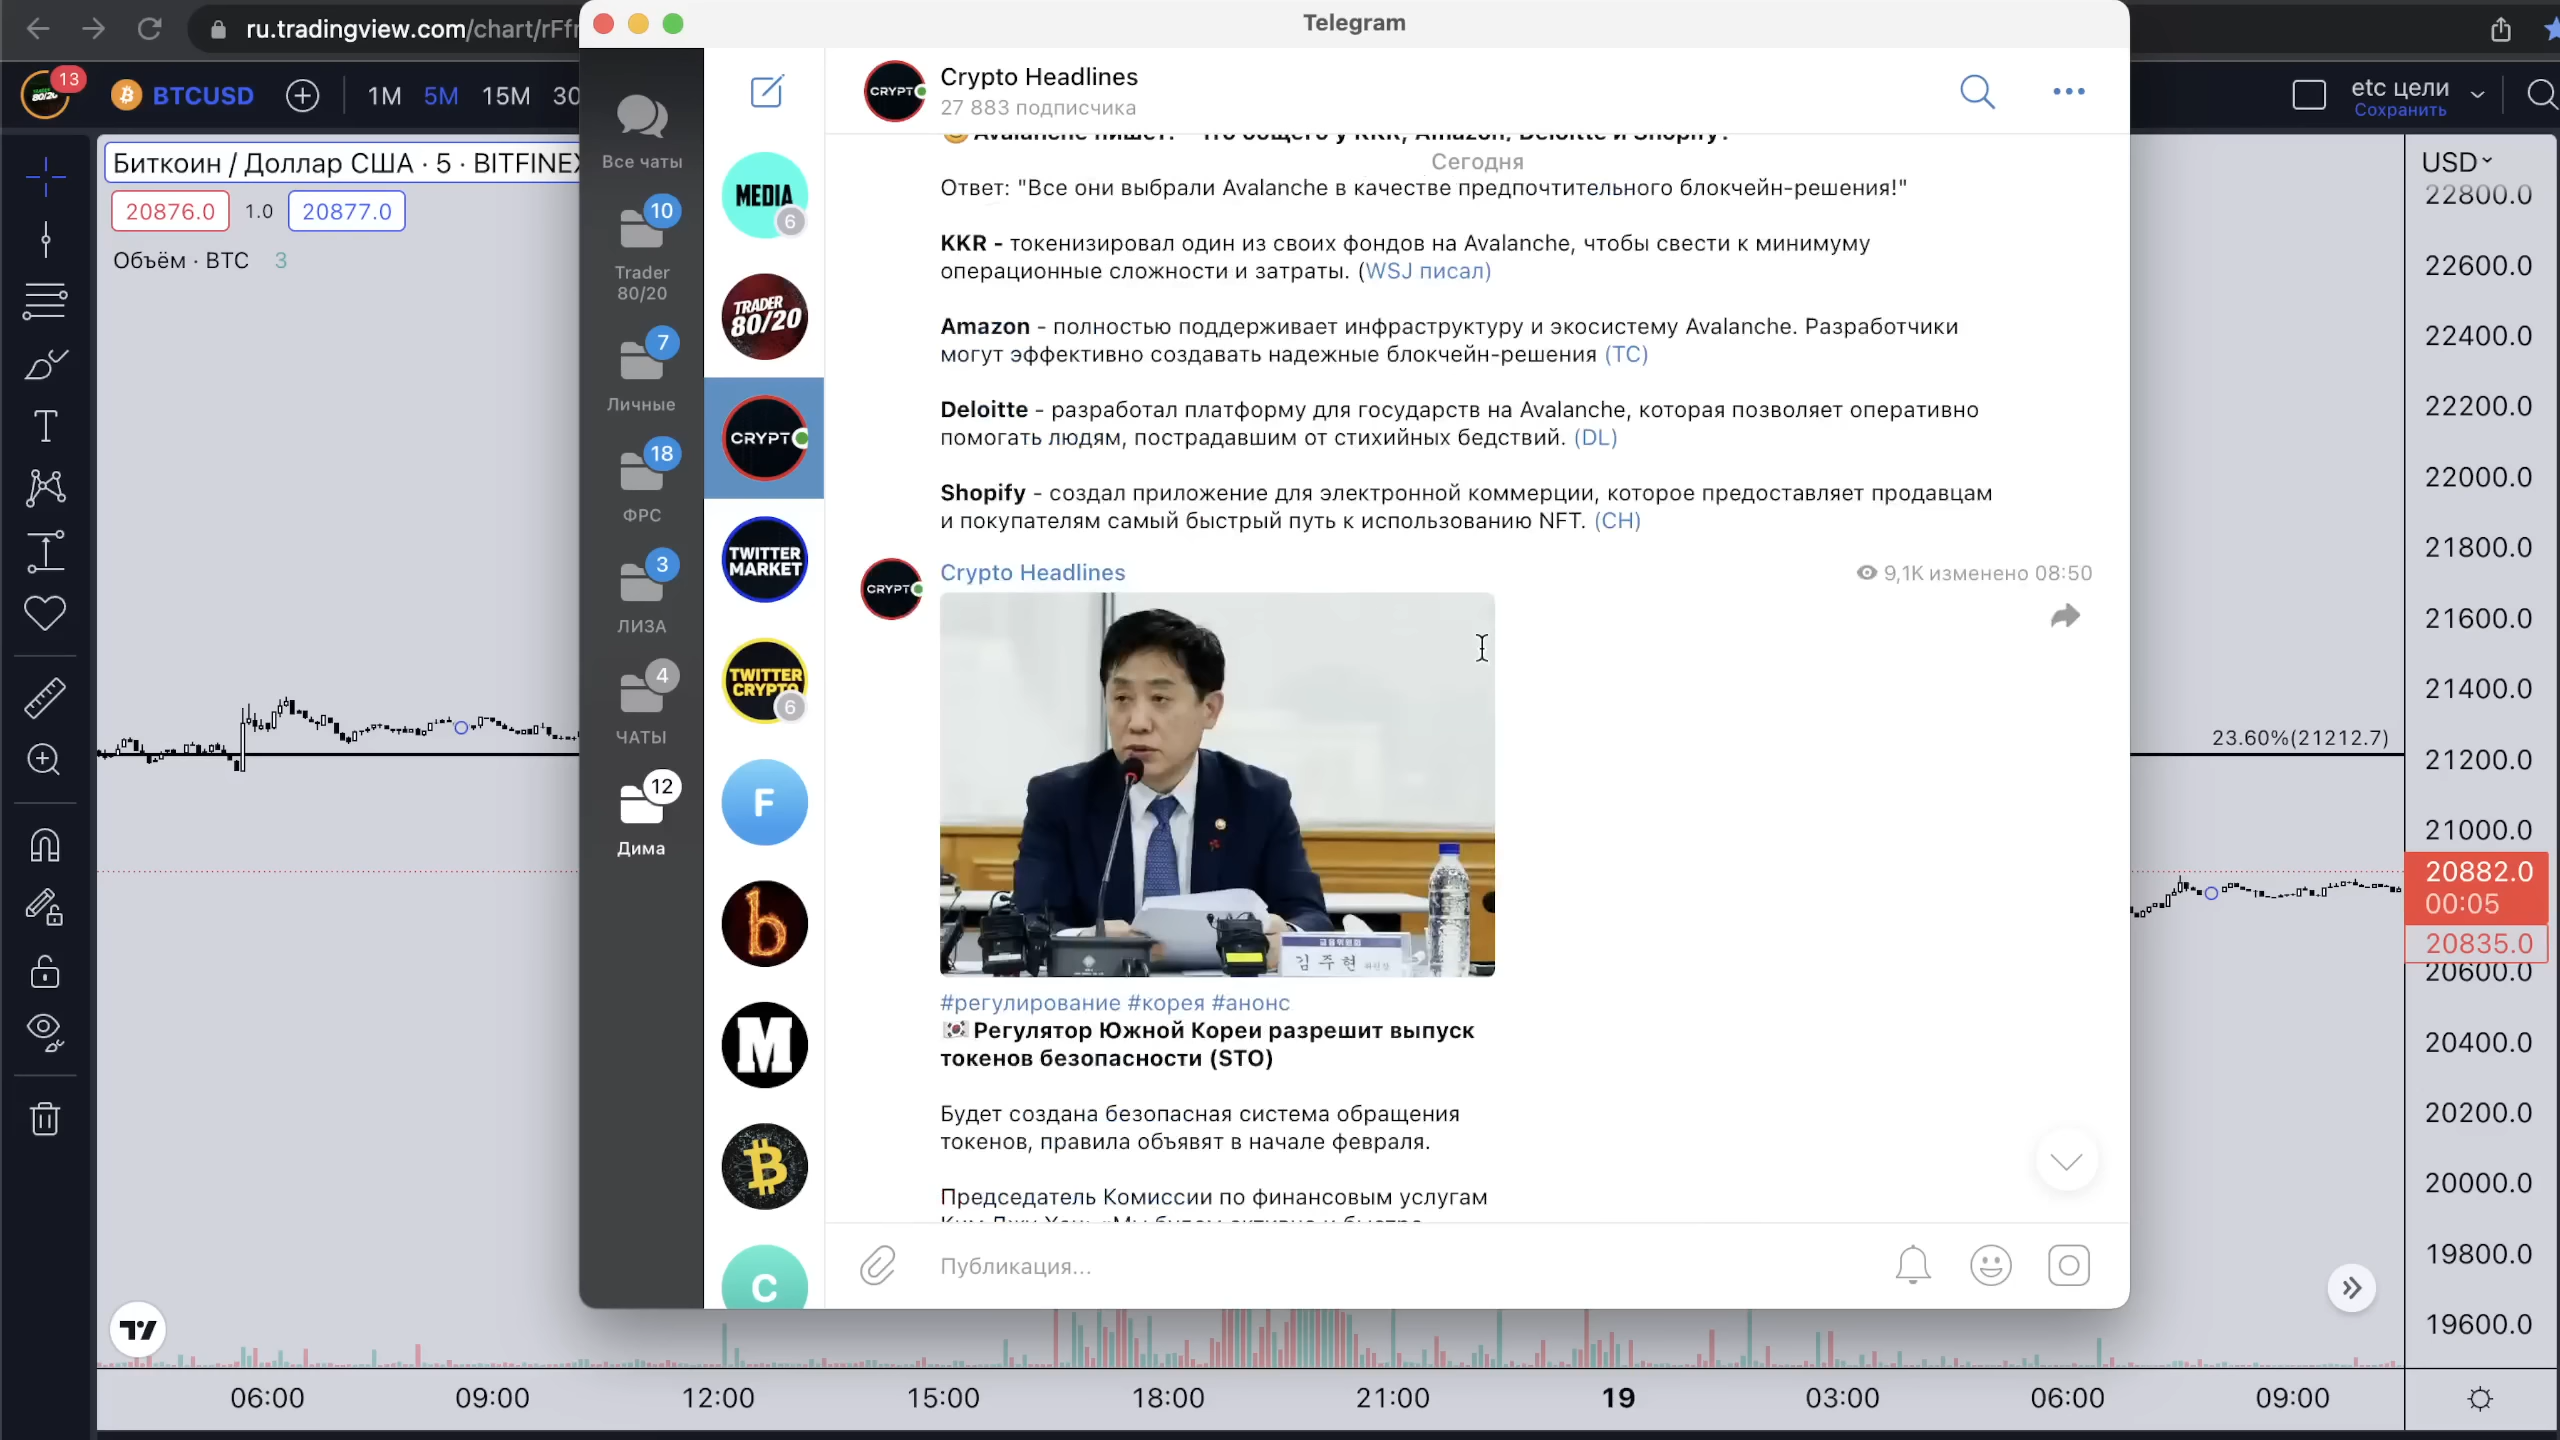 ru.tradingview.com/chart/rFfr
Telegram
13
BTCUSD
1М
5М
15М
30
etc цели
Сохранить
Биткоин / Доллар США · 5 · BITFINEX
20876.0
1.0
20877.0
Объём · BTC 3
Все чаты
10
Trader
80/20
7
Личные
18
ФРС
3
ЛИЗА
4
ЧАТЫ
12
Дима
MEDIA
6
TRADER
80/20
CRYPT
TWITTER
MARKET
TWITTER
CRYPTO
6
F
b
M
C
CRYPT
Crypto Headlines
27 883 подписчика
Сегодня
Ответ: "Все они выбрали Avalanche в качестве предпочтительного блокчейн-решения!"
KKR - токенизировал один из своих фондов на Avalanche, чтобы свести к минимуму
операционные сложности и затраты. (WSJ писал)
Amazon - полностью поддерживает инфраструктуру и экосистему Avalanche. Разработчики
могут эффективно создавать надежные блокчейн-решения (TC)
Deloitte - разработал платформу для государств на Avalanche, которая позволяет оперативно
помогать людям, пострадавшим от стихийных бедствий. (DL)
Shopify - создал приложение для электронной коммерции, которое предоставляет продавцам
и покупателям самый быстрый путь к использованию NFT. (CH)
CRYPT
Crypto Headlines
9,1K изменено 08:50
김주현
#регулирование #корея #анонс
Регулятор Южной Кореи разрешит выпуск
токенов безопасности (STO)
Будет создана безопасная система обращения
токенов, правила объявят в начале февраля.
Председатель Комиссии по финансовым услугам
Публикация...
USD
22800.0
22600.0
22400.0
22200.0
22000.0
21800.0
21600.0
21400.0
23.60%(21212.7)
21200.0
21000.0
20882.0
00:05
20835.0
20600.0
20400.0
20200.0
20000.0
19800.0
19600.0
06:00
09:00
12:00
15:00
18:00
21:00
19
03:00
06:00
09:00